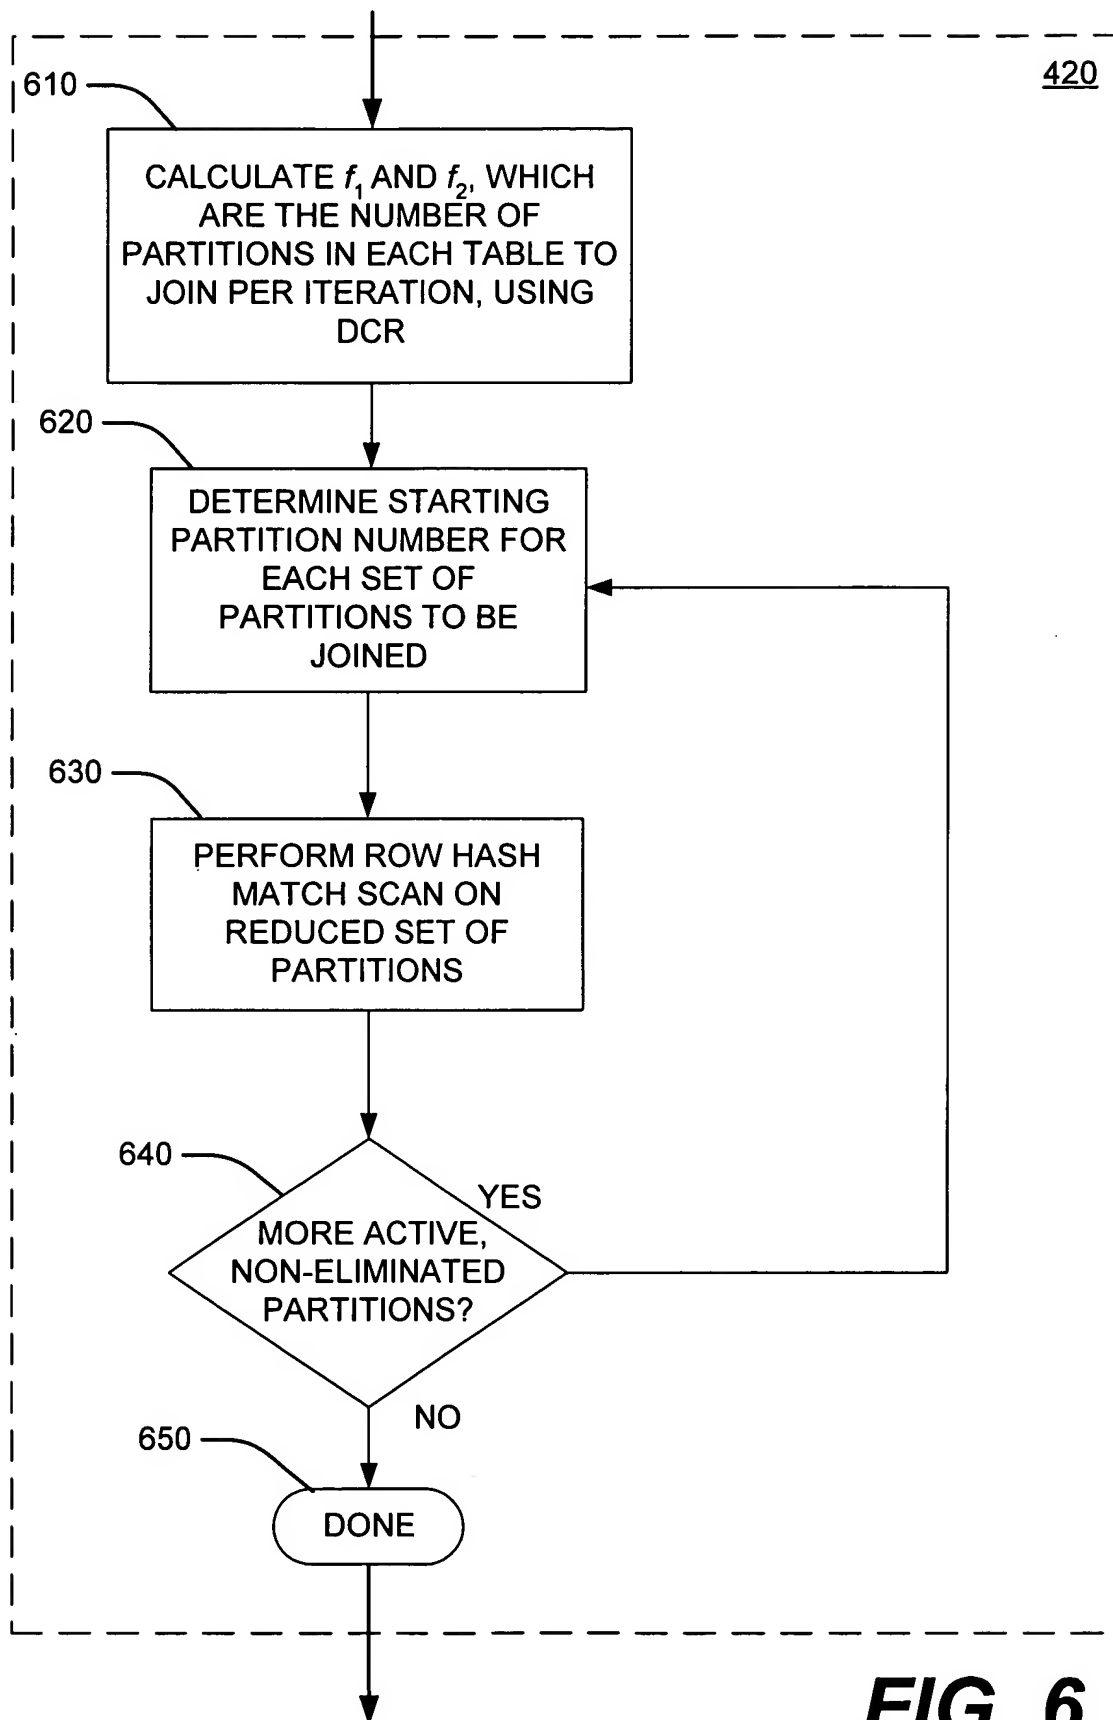 420
610
CALCULATE f1 AND f2, WHICH
ARE THE NUMBER OF
PARTITIONS IN EACH TABLE TO
JOIN PER ITERATION, USING
DCR
620
DETERMINE STARTING
PARTITION NUMBER FOR
EACH SET OF
PARTITIONS TO BE
JOINED
630
PERFORM ROW HASH
MATCH SCAN ON
REDUCED SET OF
PARTITIONS
640
YES
MORE ACTIVE,
NON-ELIMINATED
PARTITIONS?
NO
650
DONE
FIG. 6